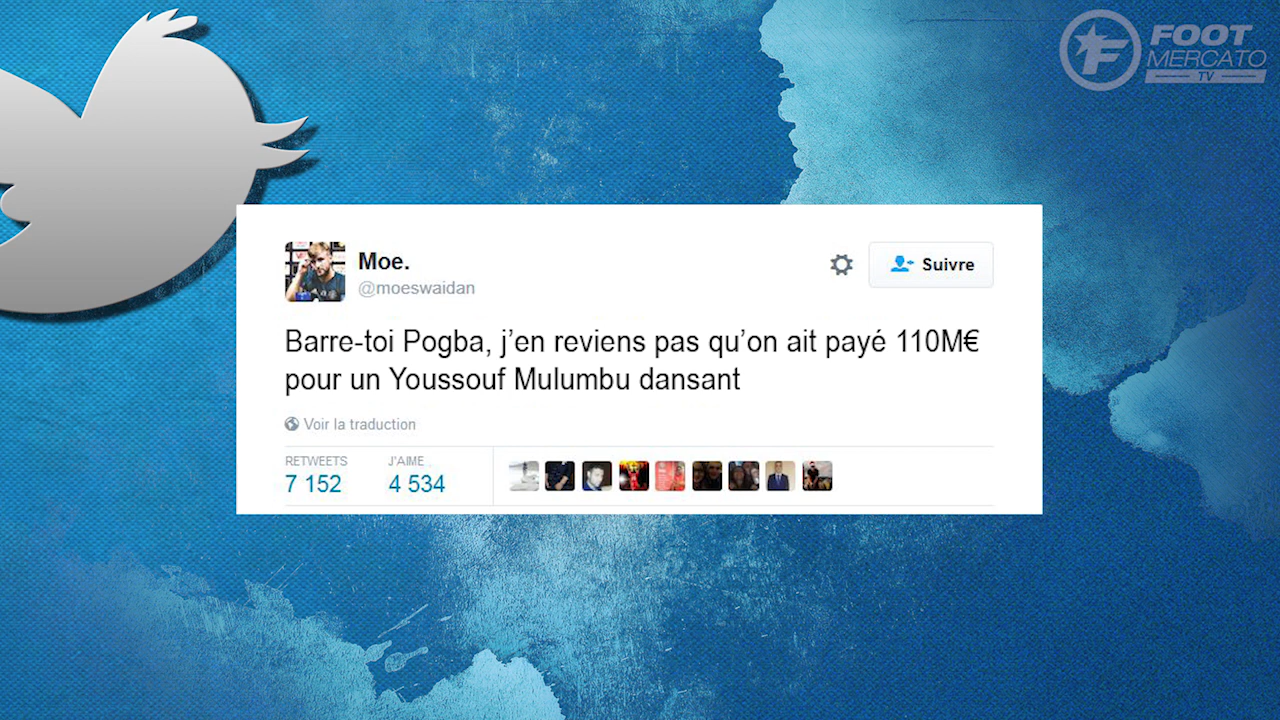 FOOT
MERCATO
TV
Moe.
@moeswaidan
Suivre
Barre-toi Pogba, j’en reviens pas qu’on ait payé 110M€
pour un Youssouf Mulumbu dansant
Voir la traduction
RETWEETS J'AIME
7 152 4 534